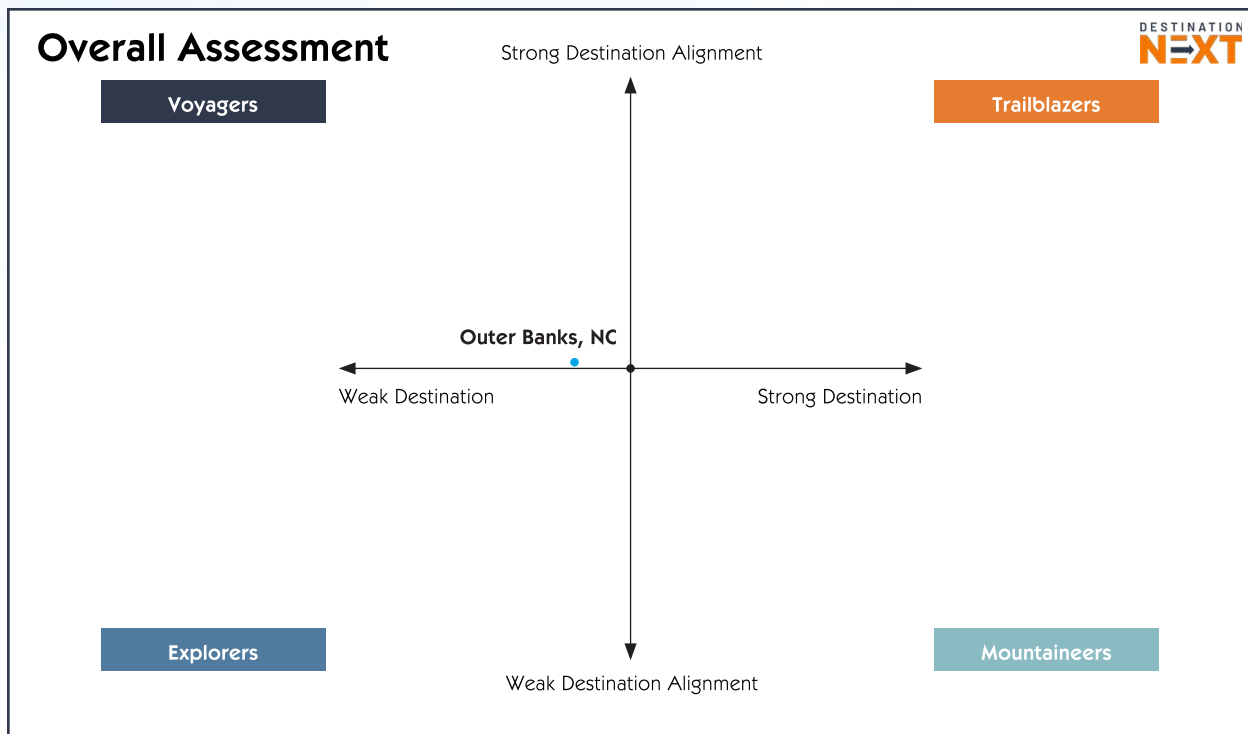 Overall Assessment
DESTINATION
NEXT
Strong Destination Alignment
Voyagers
Trailblazers
Outer Banks, NC
Weak Destination
Strong Destination
Explorers
Mountaineers
Weak Destination Alignment